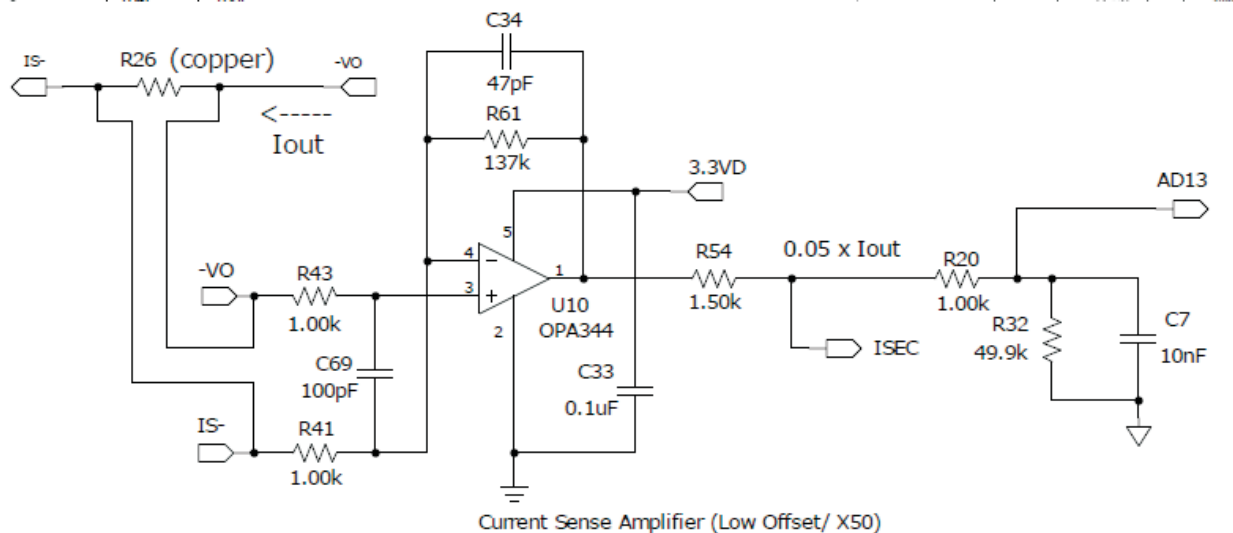 C34
47pF
IS-
R26 (copper)
-VO
<-----
Iout
R61
137k
3.3VD
AD13
5
4
3
1
2
U10
OPA344
-VO
R43
1.00k
C69
100pF
IS-
R41
1.00k
C33
0.1uF
R54
1.50k
0.05 x Iout
ISEC
R20
1.00k
R32
49.9k
C7
10nF
Current Sense Amplifier (Low Offset/ X50)